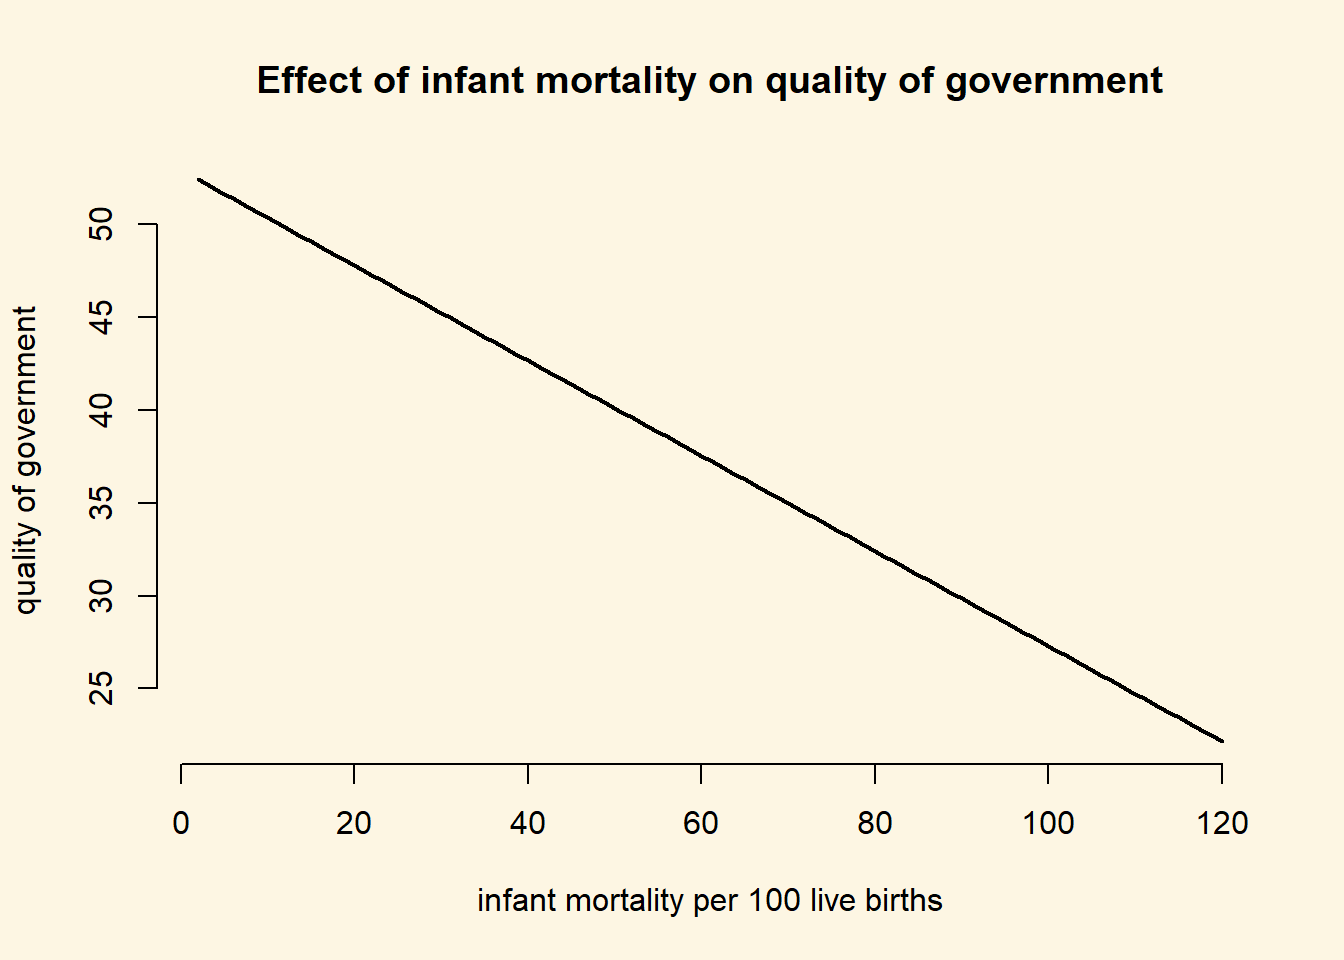 Effect of infant mortality on quality of government
50
45
40
35
30
25
quality of government
0 20 40 60 80 100 120
infant mortality per 100 live births